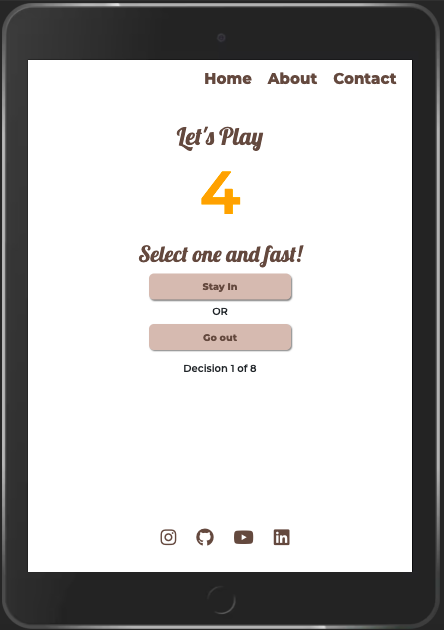 Home About Contact
Let's Play
4
Select one and fast!
Stay In
OR
Go out
Decision 1 of 8